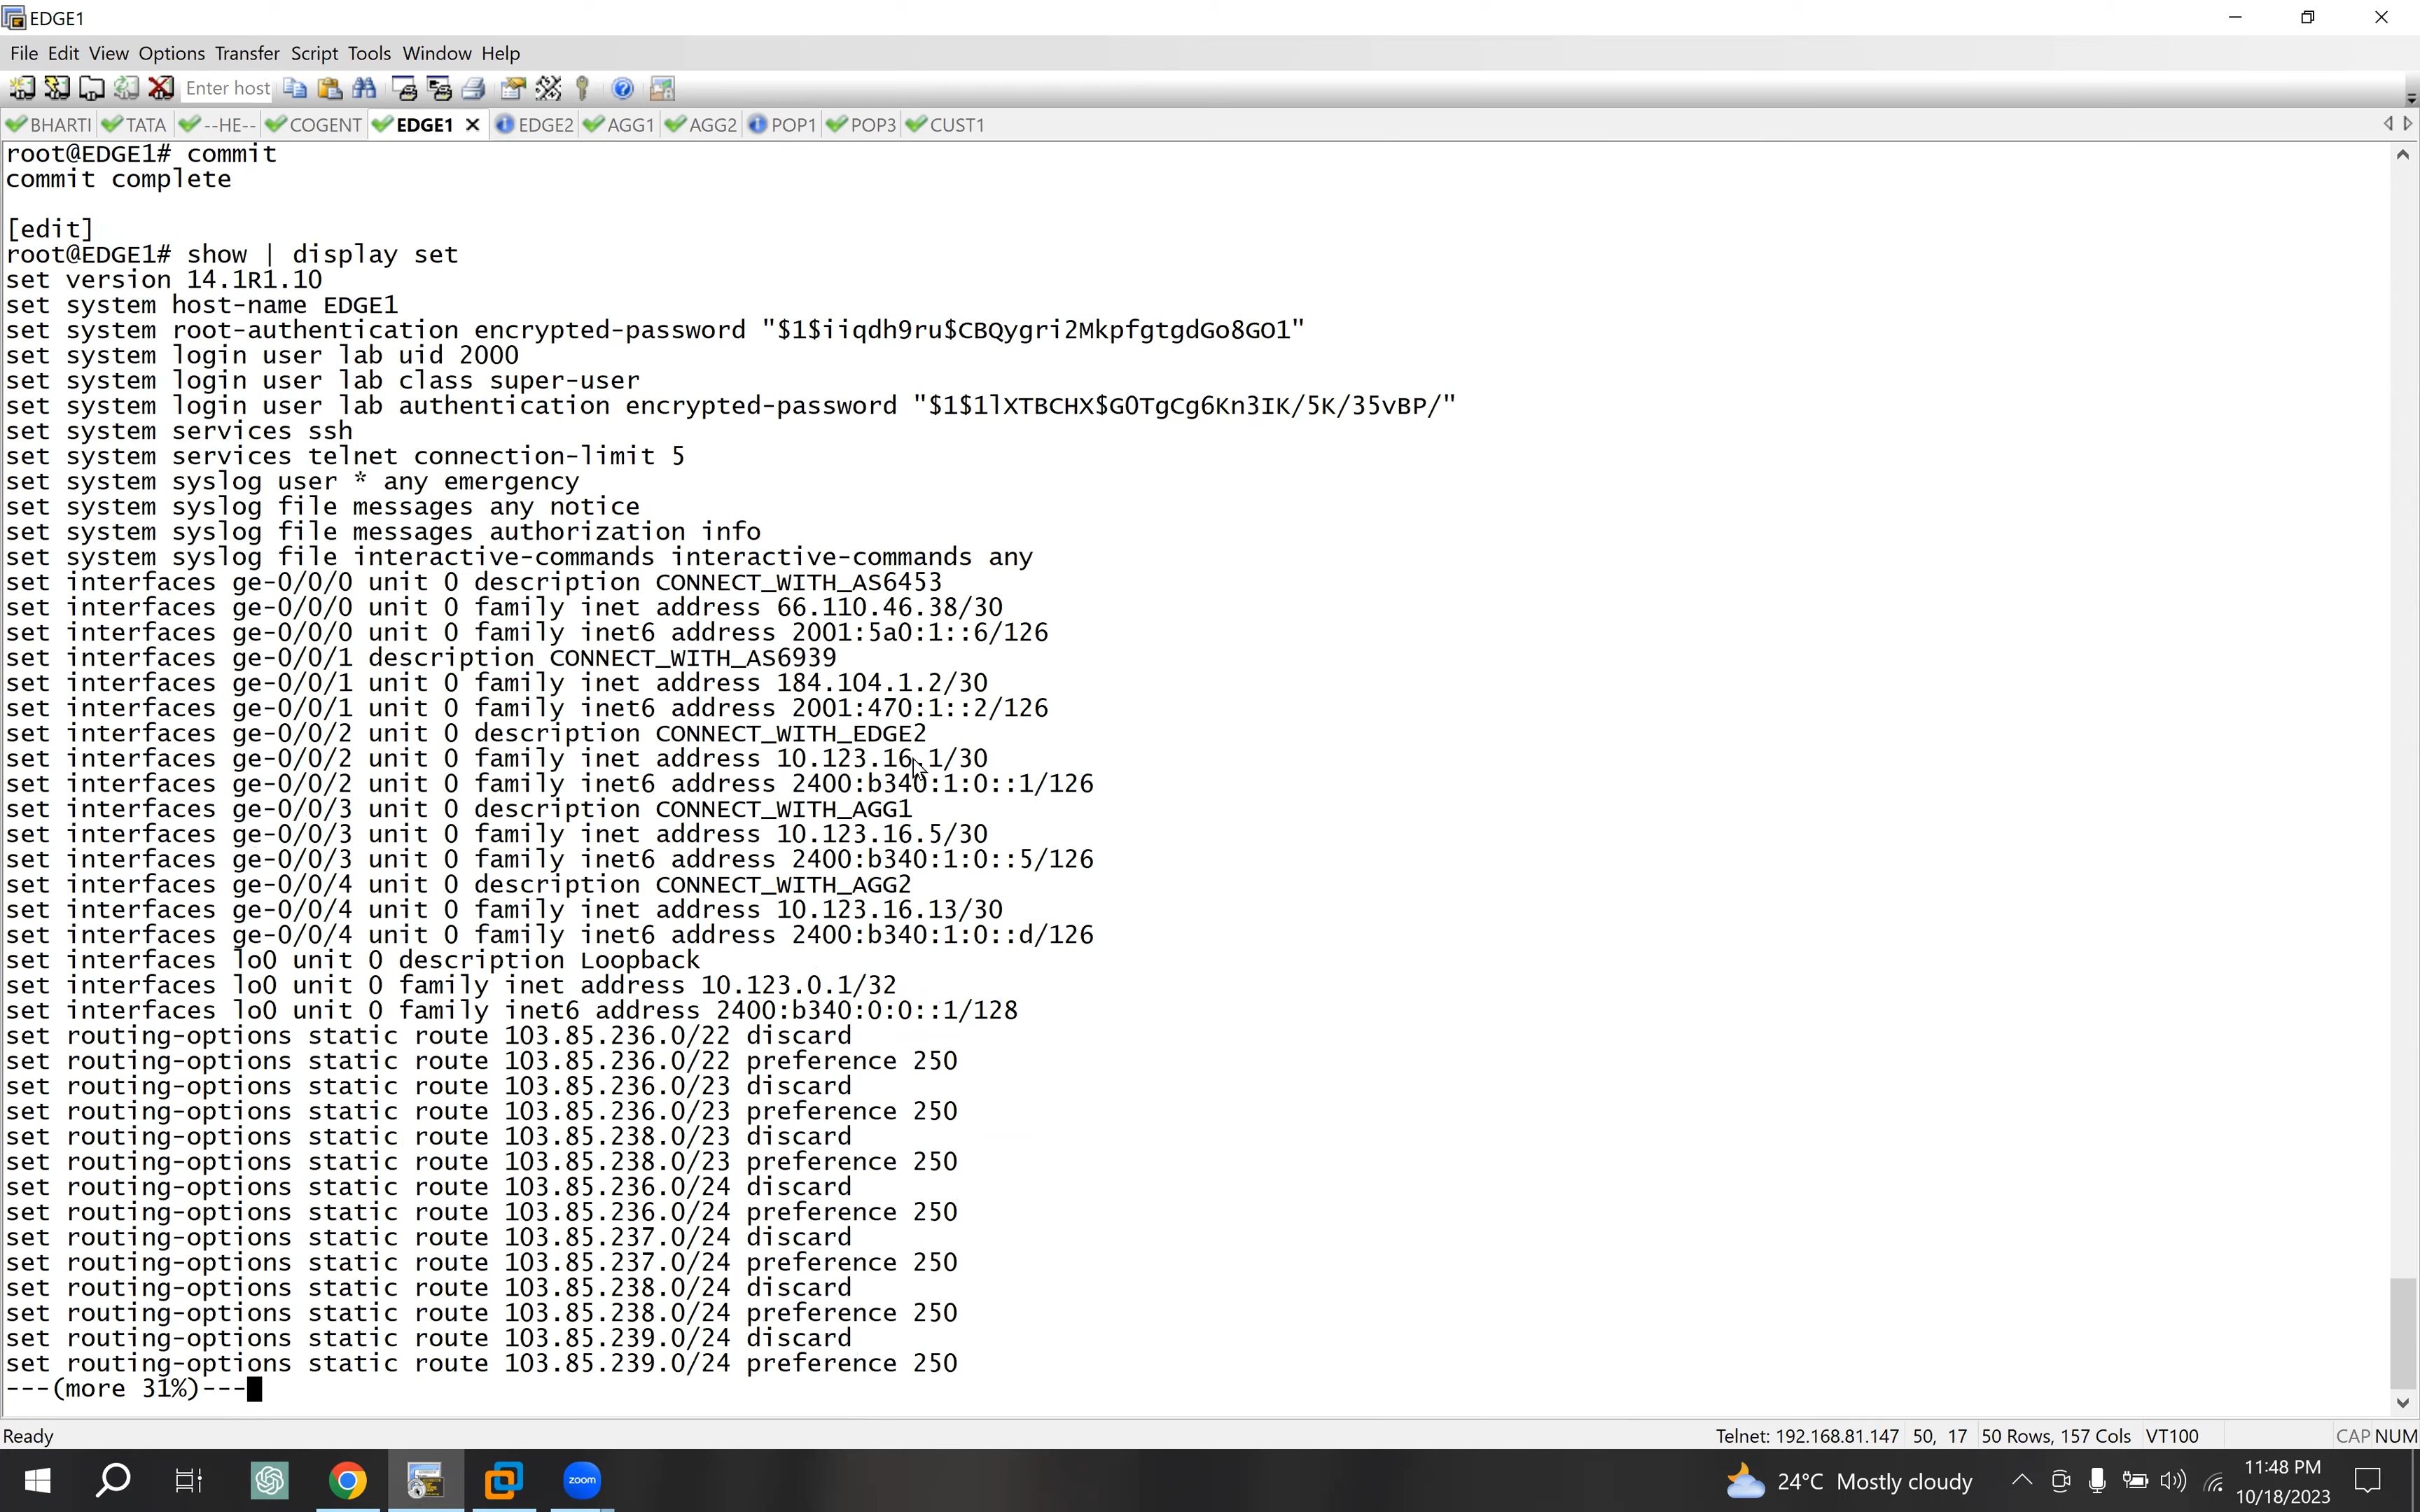 EDGE1
File Edit View Options Transfer Script Tools Window Help
Enter host
BHARTI TATA --HE-- COGENT EDGE1 EDGE2 AGG1 AGG2 POP1 POP3 CUST1
root@EDGE1# commit
commit complete
[edit]
root@EDGE1# show | display set
set version 14.1R1.10
set system host-name EDGE1
set system root-authentication encrypted-password "$1$iiqdh9ru$CBQygri2MkpfgtgdGo8GO1"
set system login user lab uid 2000
set system login user lab class super-user
set system login user lab authentication encrypted-password "$1$1lXTBCHX$G0TgCg6Kn3IK/5K/35vBP/"
set system services ssh
set system services telnet connection-limit 5
set system syslog user * any emergency
set system syslog file messages any notice
set system syslog file messages authorization info
set system syslog file interactive-commands interactive-commands any
set interfaces ge-0/0/0 unit 0 description CONNECT_WITH_AS6453
set interfaces ge-0/0/0 unit 0 family inet address 66.110.46.38/30
set interfaces ge-0/0/0 unit 0 family inet6 address 2001:5a0:1::6/126
set interfaces ge-0/0/1 description CONNECT_WITH_AS6939
set interfaces ge-0/0/1 unit 0 family inet address 184.104.1.2/30
set interfaces ge-0/0/1 unit 0 family inet6 address 2001:470:1::2/126
set interfaces ge-0/0/2 unit 0 description CONNECT_WITH_EDGE2
set interfaces ge-0/0/2 unit 0 family inet address 10.123.16.1/30
set interfaces ge-0/0/2 unit 0 family inet6 address 2400:b340:1:0::1/126
set interfaces ge-0/0/3 unit 0 description CONNECT_WITH_AGG1
set interfaces ge-0/0/3 unit 0 family inet address 10.123.16.5/30
set interfaces ge-0/0/3 unit 0 family inet6 address 2400:b340:1:0::5/126
set interfaces ge-0/0/4 unit 0 description CONNECT_WITH_AGG2
set interfaces ge-0/0/4 unit 0 family inet address 10.123.16.13/30
set interfaces ge-0/0/4 unit 0 family inet6 address 2400:b340:1:0::d/126
set interfaces lo0 unit 0 description Loopback
set interfaces lo0 unit 0 family inet address 10.123.0.1/32
set interfaces lo0 unit 0 family inet6 address 2400:b340:0:0::1/128
set routing-options static route 103.85.236.0/22 discard
set routing-options static route 103.85.236.0/22 preference 250
set routing-options static route 103.85.236.0/23 discard
set routing-options static route 103.85.236.0/23 preference 250
set routing-options static route 103.85.238.0/23 discard
set routing-options static route 103.85.238.0/23 preference 250
set routing-options static route 103.85.236.0/24 discard
set routing-options static route 103.85.236.0/24 preference 250
set routing-options static route 103.85.237.0/24 discard
set routing-options static route 103.85.237.0/24 preference 250
set routing-options static route 103.85.238.0/24 discard
set routing-options static route 103.85.238.0/24 preference 250
set routing-options static route 103.85.239.0/24 discard
set routing-options static route 103.85.239.0/24 preference 250
---(more 31%)---
Ready Telnet: 192.168.81.147 50, 17 50 Rows, 157 Cols VT100 CAP NUM
zoom
24°C Mostly cloudy
11:48 PM
10/18/2023